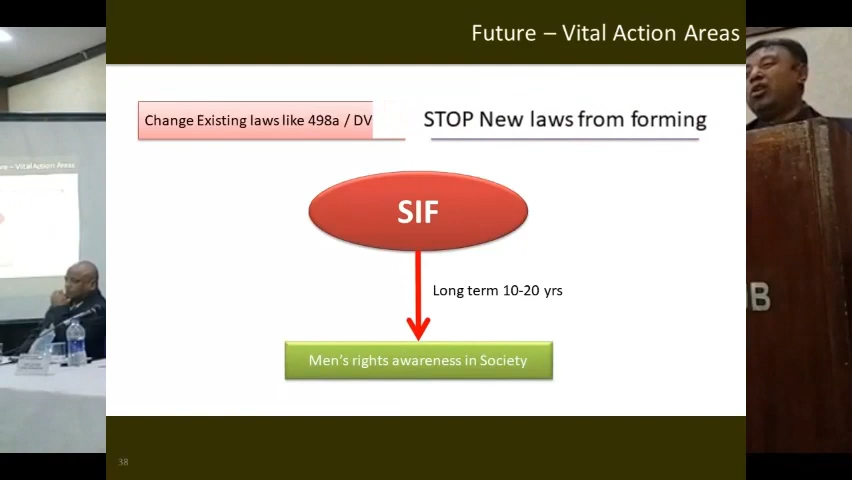 Future – Vital Action Areas
Change Existing laws like 498a / DV
STOP New laws from forming
SIF
Long term 10-20 yrs
Men's rights awareness in Society
38